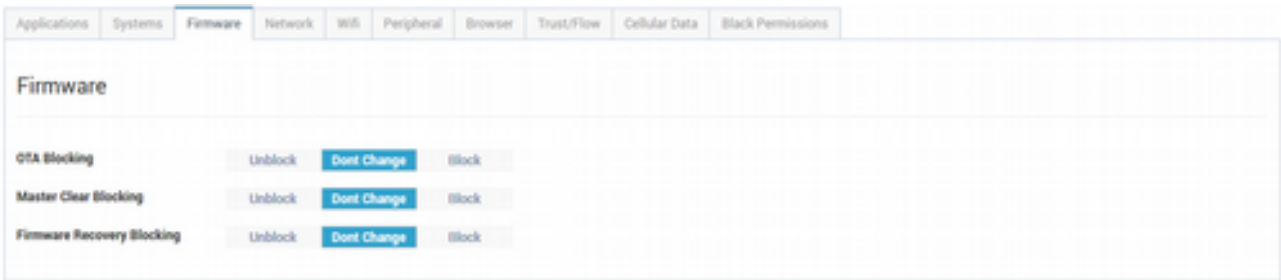 Applications Systems Firmware Network Wifi Peripheral Browser Trust/Flow Cellular Data Black Permissions
Firmware
OTA Blocking Unblock Dont Change Block
Master Clear Blocking Unblock Dont Change Block
Firmware Recovery Blocking Unblock Dont Change Block